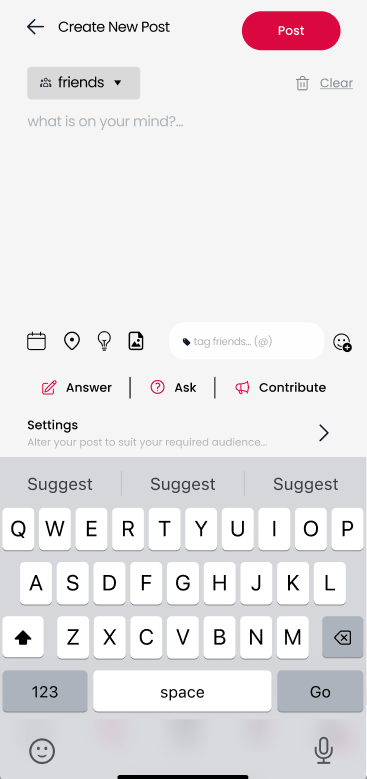 Create New Post
Post
friends
Clear
what is on your mind?...
tag friends... (@)
Answer
Ask
Contribute
Settings
Alter your post to suit your required audience...
Suggest Suggest Suggest
Q W E R T Y U I O P
A S D F G H J K L
Z X C V B N M
123 space Go